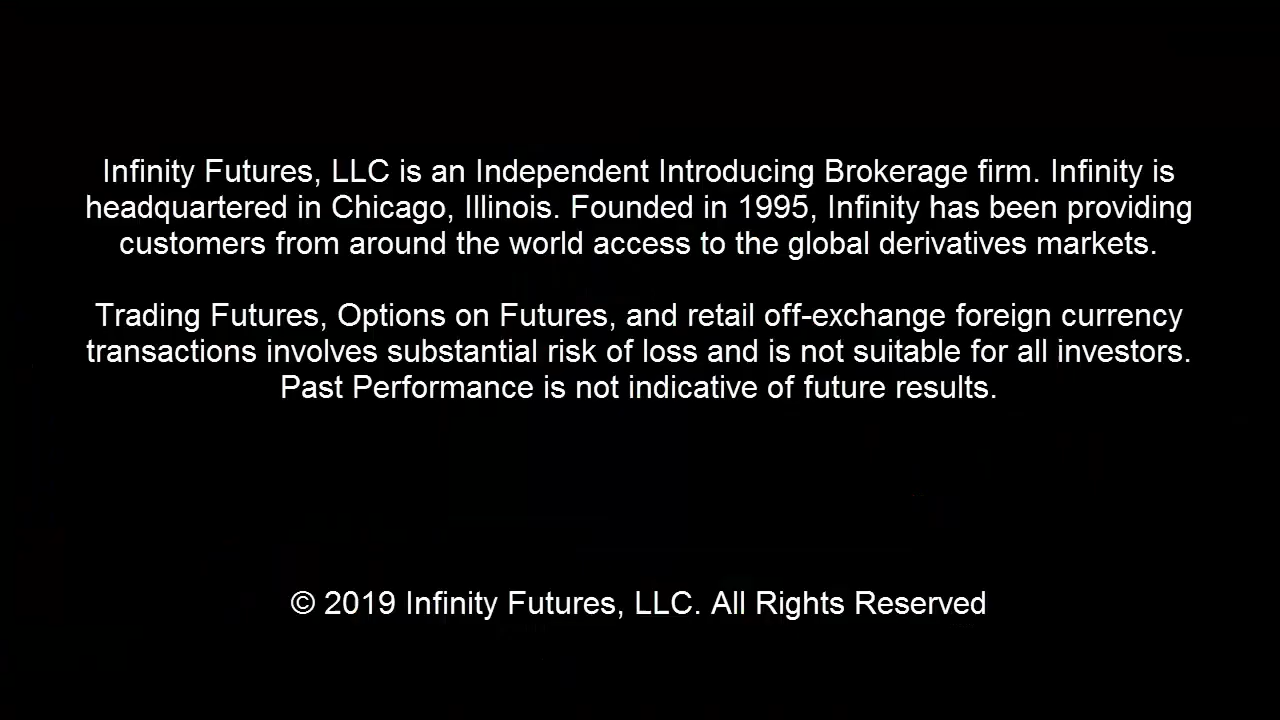 Infinity Futures, LLC is an Independent Introducing Brokerage firm. Infinity is
headquartered in Chicago, Illinois. Founded in 1995, Infinity has been providing
customers from around the world access to the global derivatives markets.
Trading Futures, Options on Futures, and retail off-exchange foreign currency
transactions involves substantial risk of loss and is not suitable for all investors.
Past Performance is not indicative of future results.
© 2019 Infinity Futures, LLC. All Rights Reserved